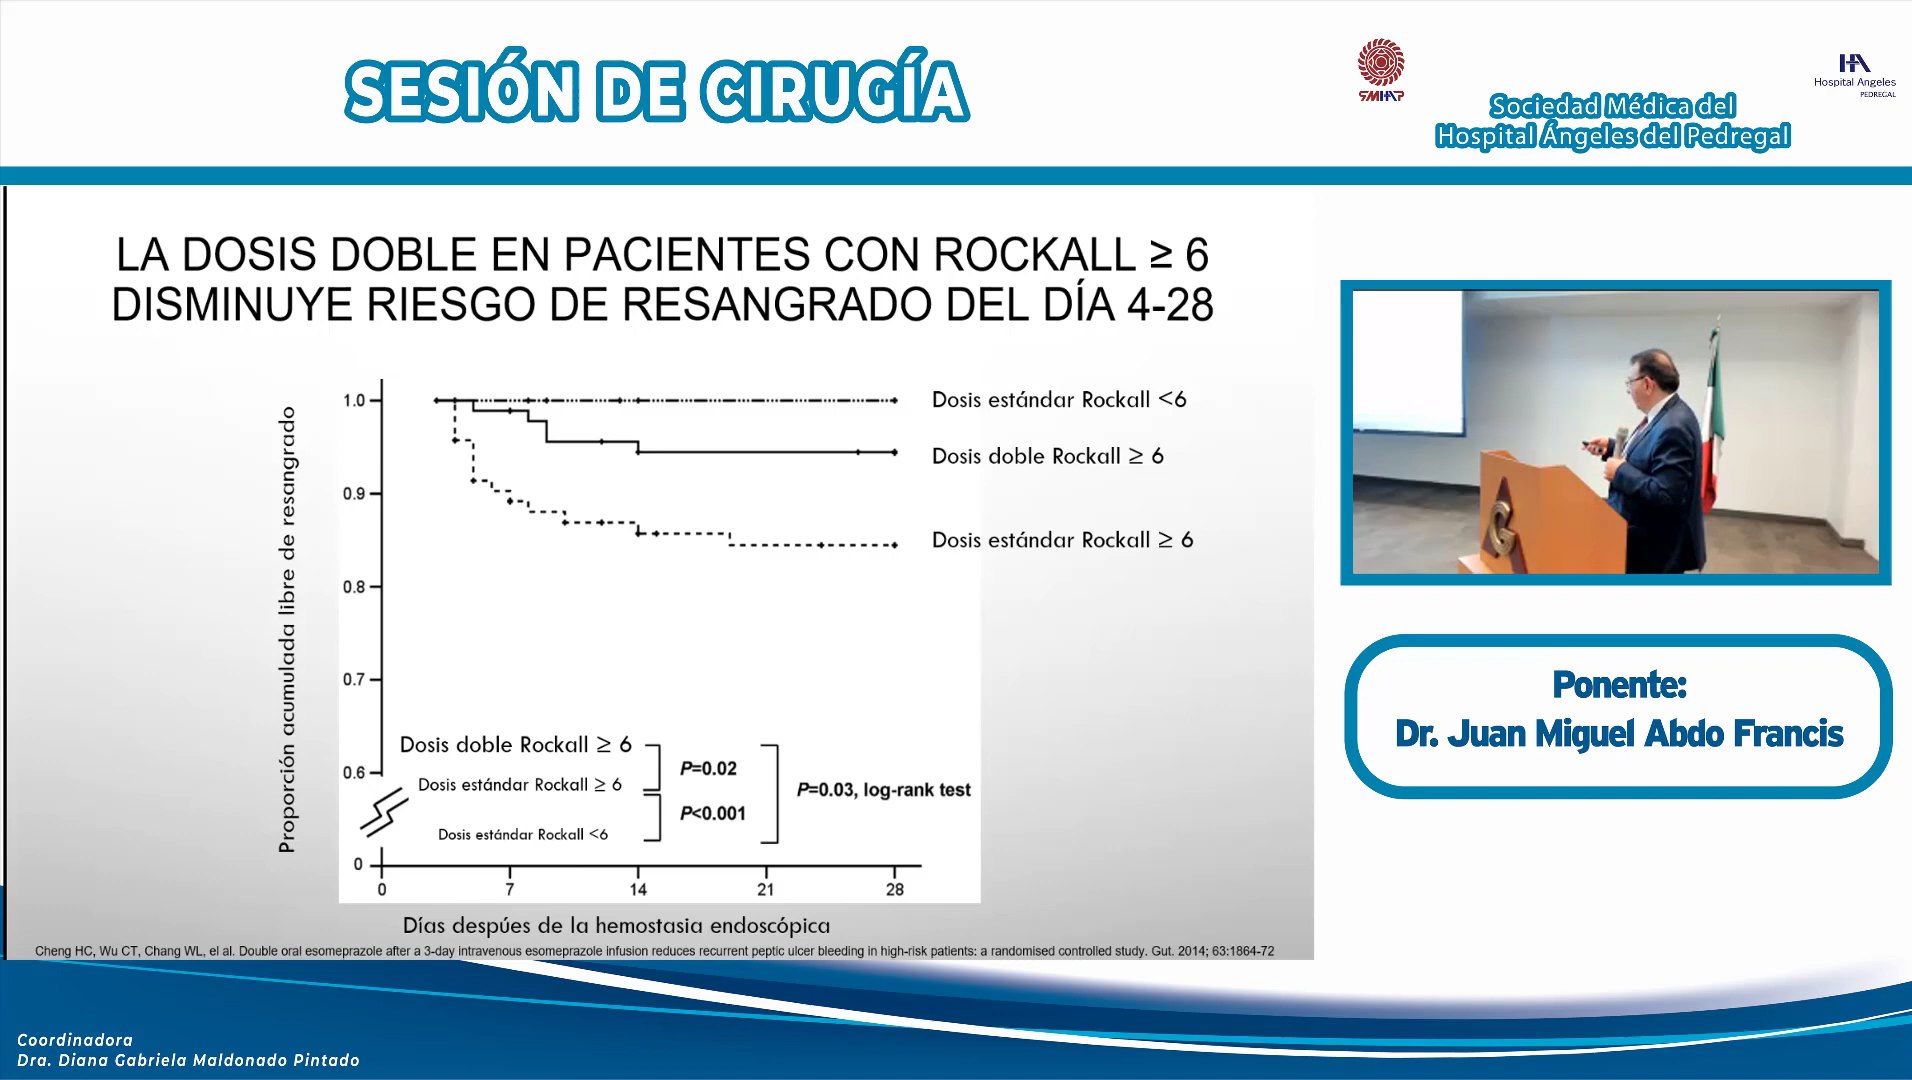 SESIÓN DE CIRUGÍA
SMHAP
Sociedad Médica del
Hospital Ángeles del Pedregal
HA
Hospital Angeles
PEDREGAL
LA DOSIS DOBLE EN PACIENTES CON ROCKALL ≥ 6
DISMINUYE RIESGO DE RESANGRADO DEL DÍA 4-28
Proporción acumulada libre de resangrado
1.0
0.9
0.8
0.7
0.6
0
Dosis estándar Rockall <6
Dosis doble Rockall ≥ 6
Dosis estándar Rockall ≥ 6
Dosis doble Rockall ≥ 6
Dosis estándar Rockall ≥ 6
Dosis estándar Rockall <6
P=0.02
P<0.001
P=0.03, log-rank test
0 7 14 21 28
Días despúes de la hemostasia endoscópica
Cheng HC, Wu CT, Chang WL, el al. Double oral esomeprazole after a 3-day intravenous esomeprazole infusion reduces recurrent peptic ulcer bleeding in high-risk patients: a randomised controlled study. Gut. 2014; 63:1864-72
Ponente:
Dr. Juan Miguel Abdo Francis
Coordinadora
Dra. Diana Gabriela Maldonado Pintado